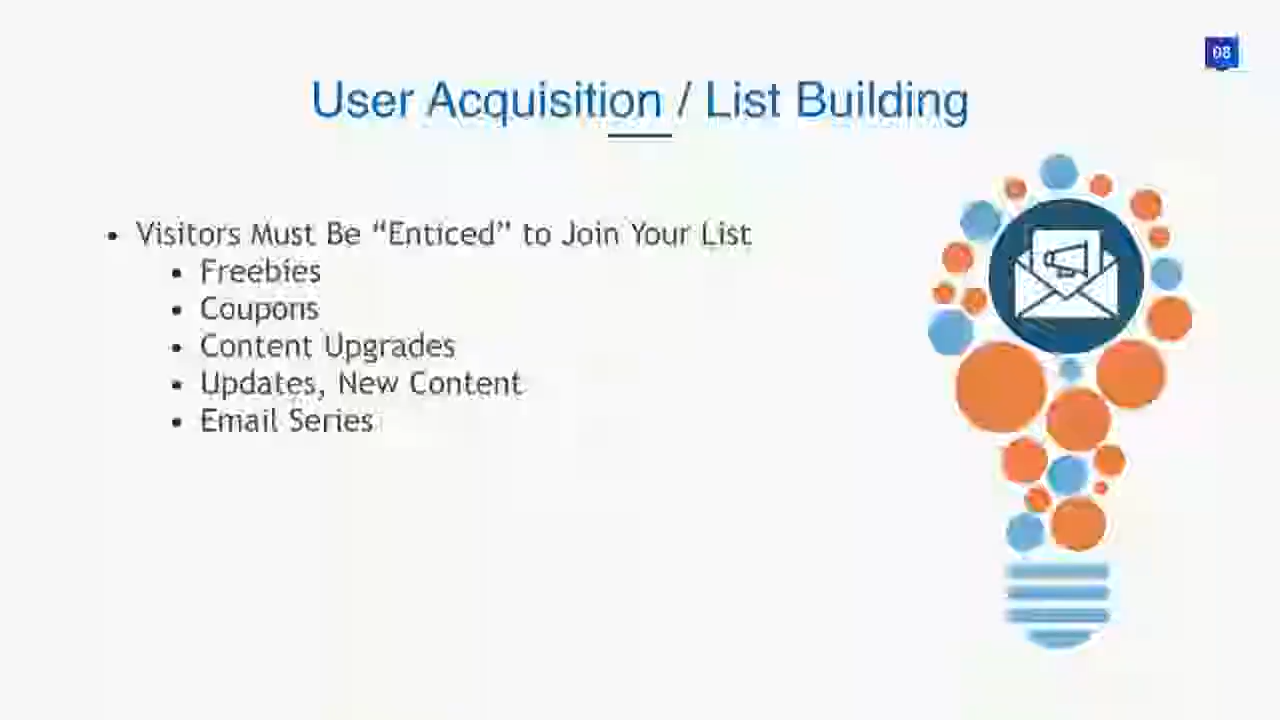 08
User Acquisition / List Building
• Visitors Must Be “Enticed” to Join Your List
• Freebies
• Coupons
• Content Upgrades
• Updates, New Content
• Email Series